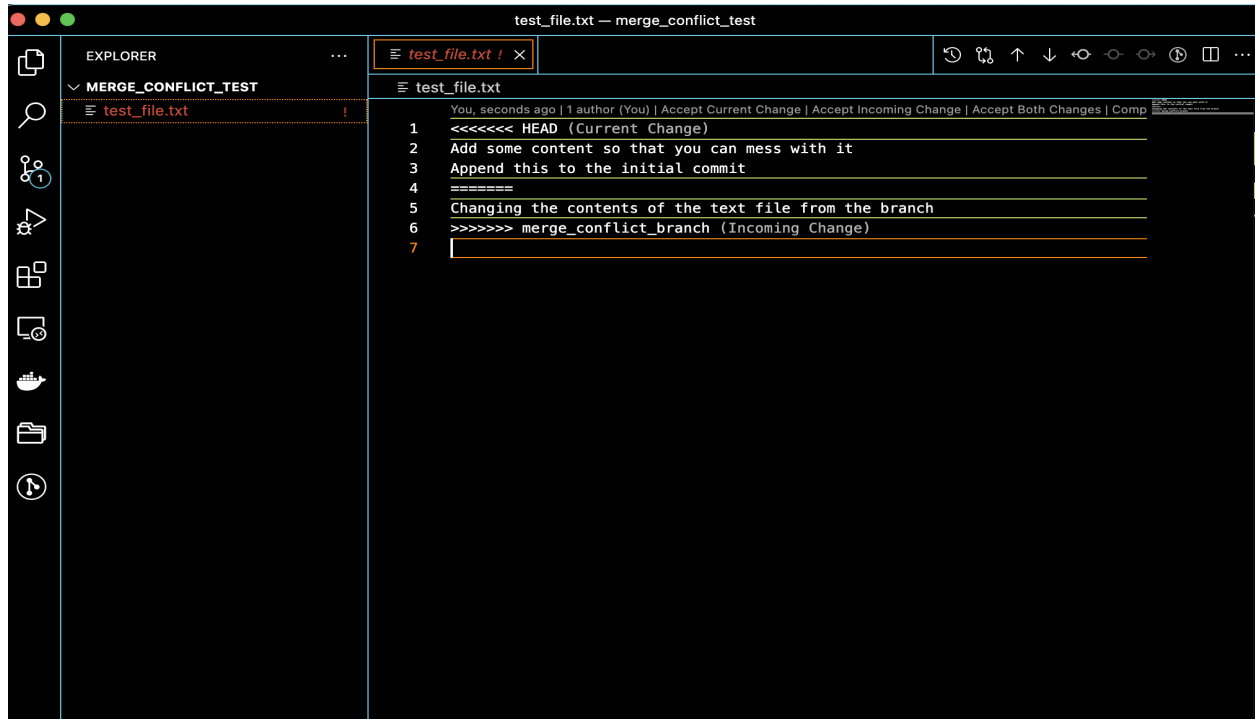 test_file.txt — merge_conflict_test
EXPLORER
MERGE_CONFLICT_TEST
test_file.txt !
1
test_file.txt !
test_file.txt
You, seconds ago | 1 author (You) | Accept Current Change | Accept Incoming Change | Accept Both Changes | Comp
1 <<<<<<< HEAD (Current Change)
2 Add some content so that you can mess with it
3 Append this to the initial commit
4 =======
5 Changing the contents of the text file from the branch
6 >>>>>>> merge_conflict_branch (Incoming Change)
7